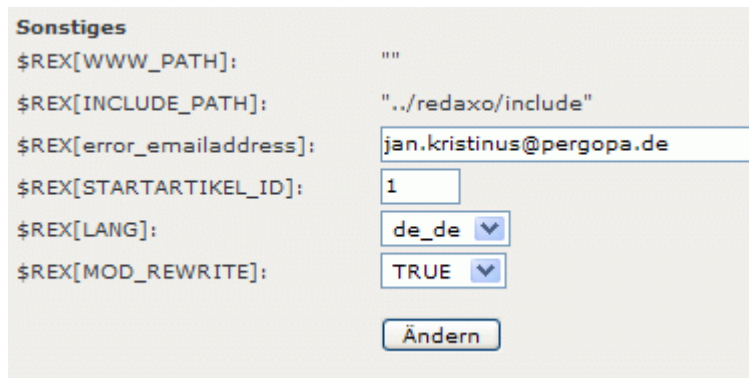 Sonstiges
$REX[WWW_PATH]: ""
$REX[INCLUDE_PATH]: "../redaxo/include"
$REX[error_emailaddress]: jan.kristinus@pergopa.de
$REX[STARTARTIKEL_ID]: 1
$REX[LANG]: de_de
$REX[MOD_REWRITE]: TRUE
Ändern